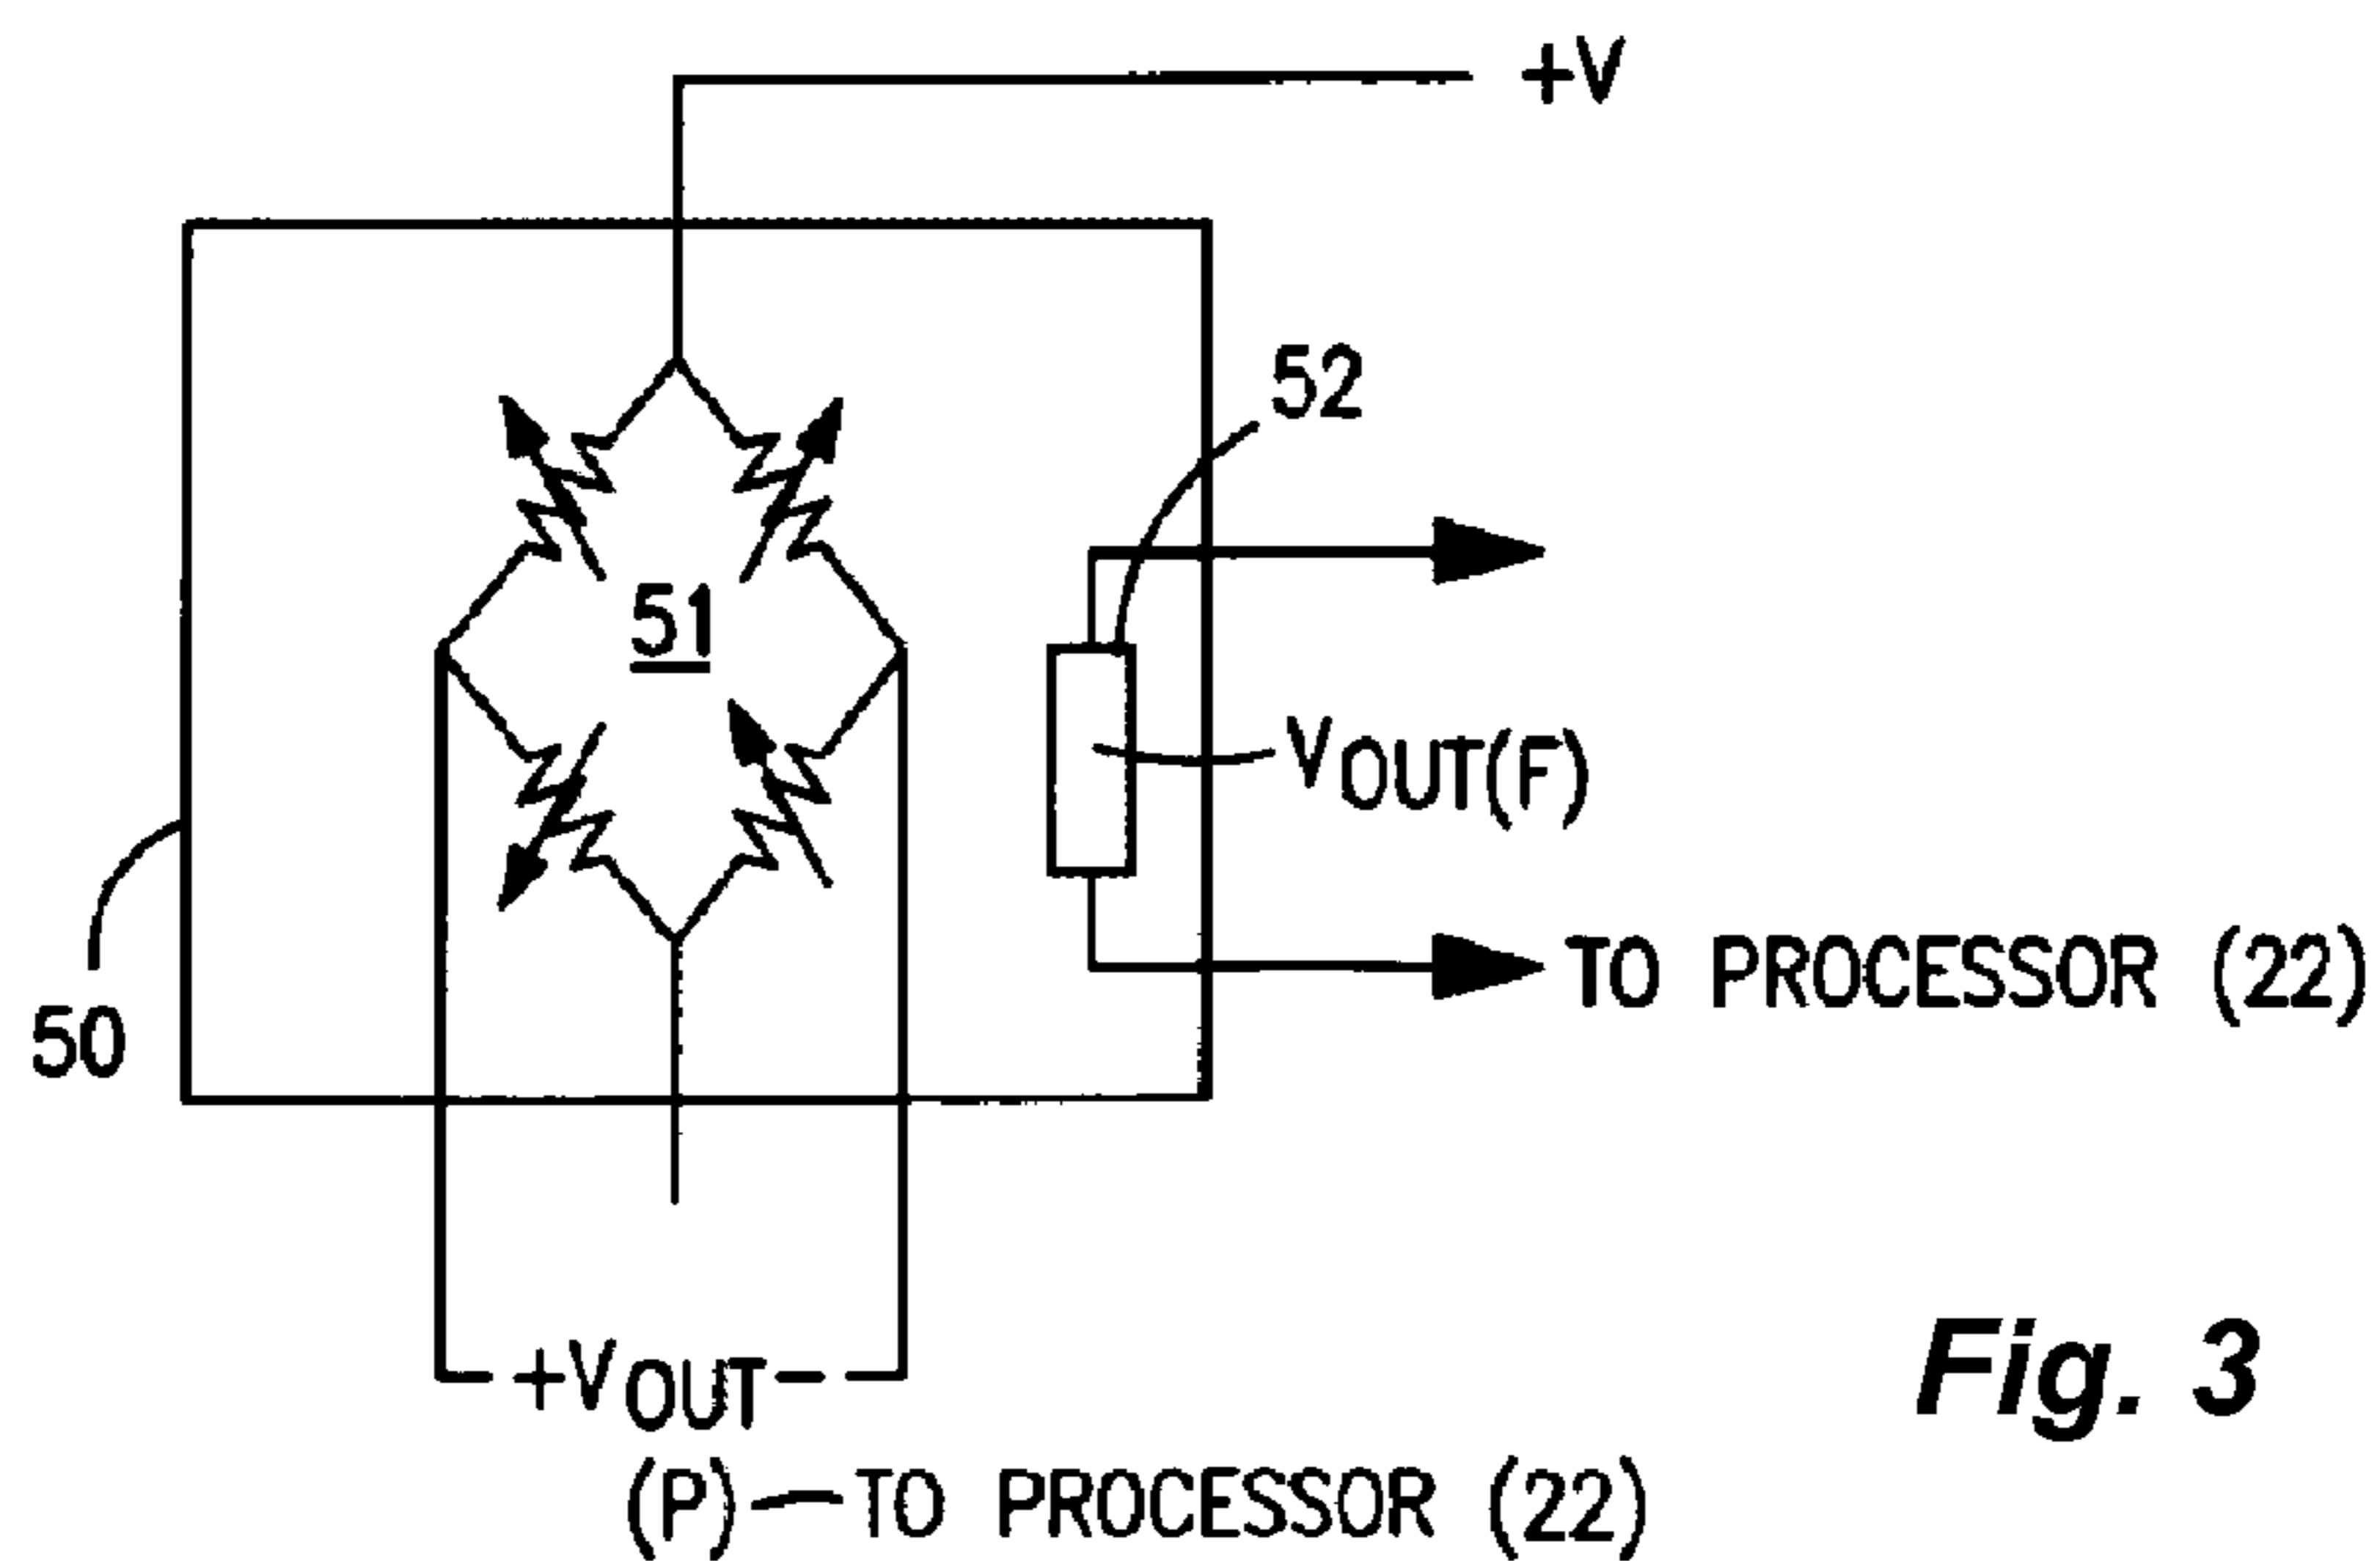 +V
52
51
VOUT(F)
TO PROCESSOR (22)
50
+VOUT-
(P)—TO PROCESSOR (22)
Fig. 3